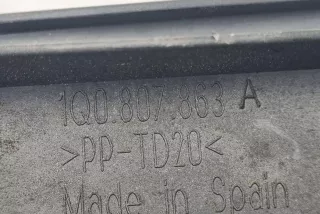 1Q0.807.863 A
>PP-TD20<
Made in Spain